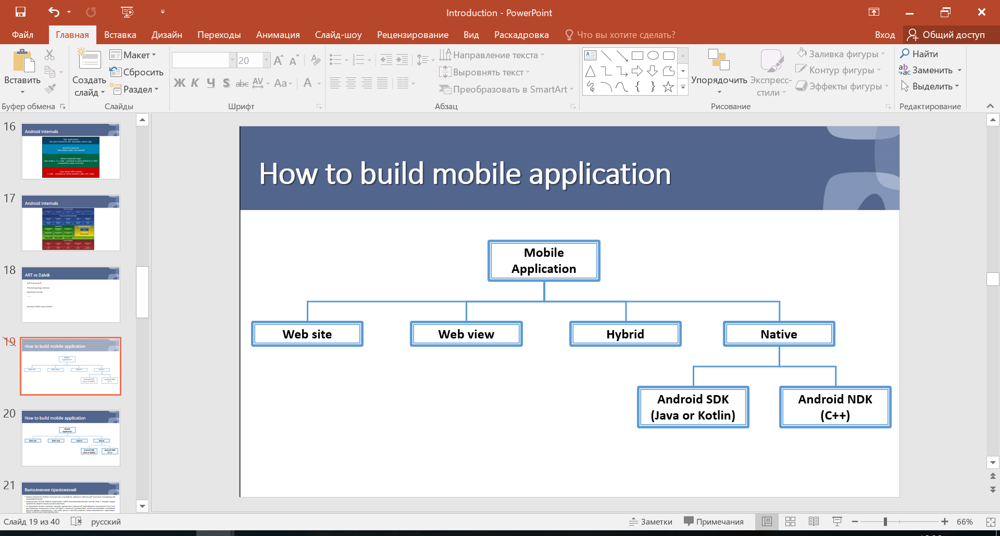 Introduction - PowerPoint
Файл Главная Вставка Дизайн Переходы Анимация Слайд-шоу Рецензирование Вид Раскадровка Что вы хотите сделать? Вход Общий доступ
Вставить
Буфер обмена
Создать слайд
Макет
Сбросить
Раздел
Слайды
20
Ж К Ч S abc AV Aa A
Шрифт
Направление текста
Выровнять текст
Преобразовать в SmartArt
Абзац
Рисование
Упорядочить
Экспресс-
стили
Заливка фигуры
Контур фигуры
Эффекты фигуры
Найти
Заменить
Выделить
Редактирование
16
Android Internals
17
Android Internals
18
ART vs Dalvik
19
How to build mobile application
20
How to build mobile application
21
Выполнение приложений
How to build mobile application
Mobile
Application
Web site
Web view
Hybrid
Native
Android SDK
(Java or Kotlin)
Android NDK
(C++)
Слайд 19 из 40 русский Заметки Примечания 66%